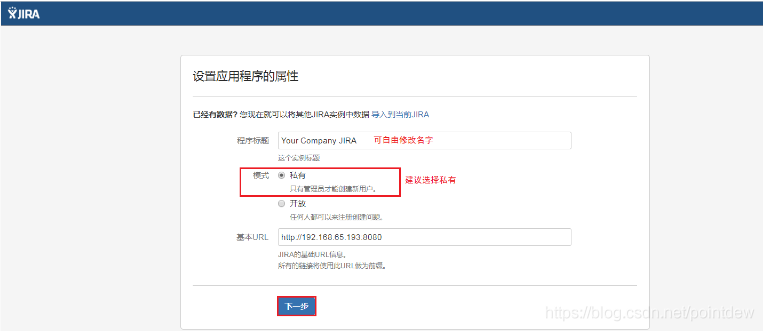 JIRA
设置应用程序的属性
已经有数据? 您现在就可以将其他JIRA实例中数据 导入到当前JIRA
程序标题 Your Company JIRA 可自由修改名字
这个实例标题
模式 私有 建议选择私有
只有管理员才能创建新用户。
开放
任何人都可以来注册创建问题。
基本URL http://192.168.65.193:8080
JIRA的基础URL信息。
所有的链接将使用此URL做为前缀。
下一步
https://blog.csdn.net/pointdew